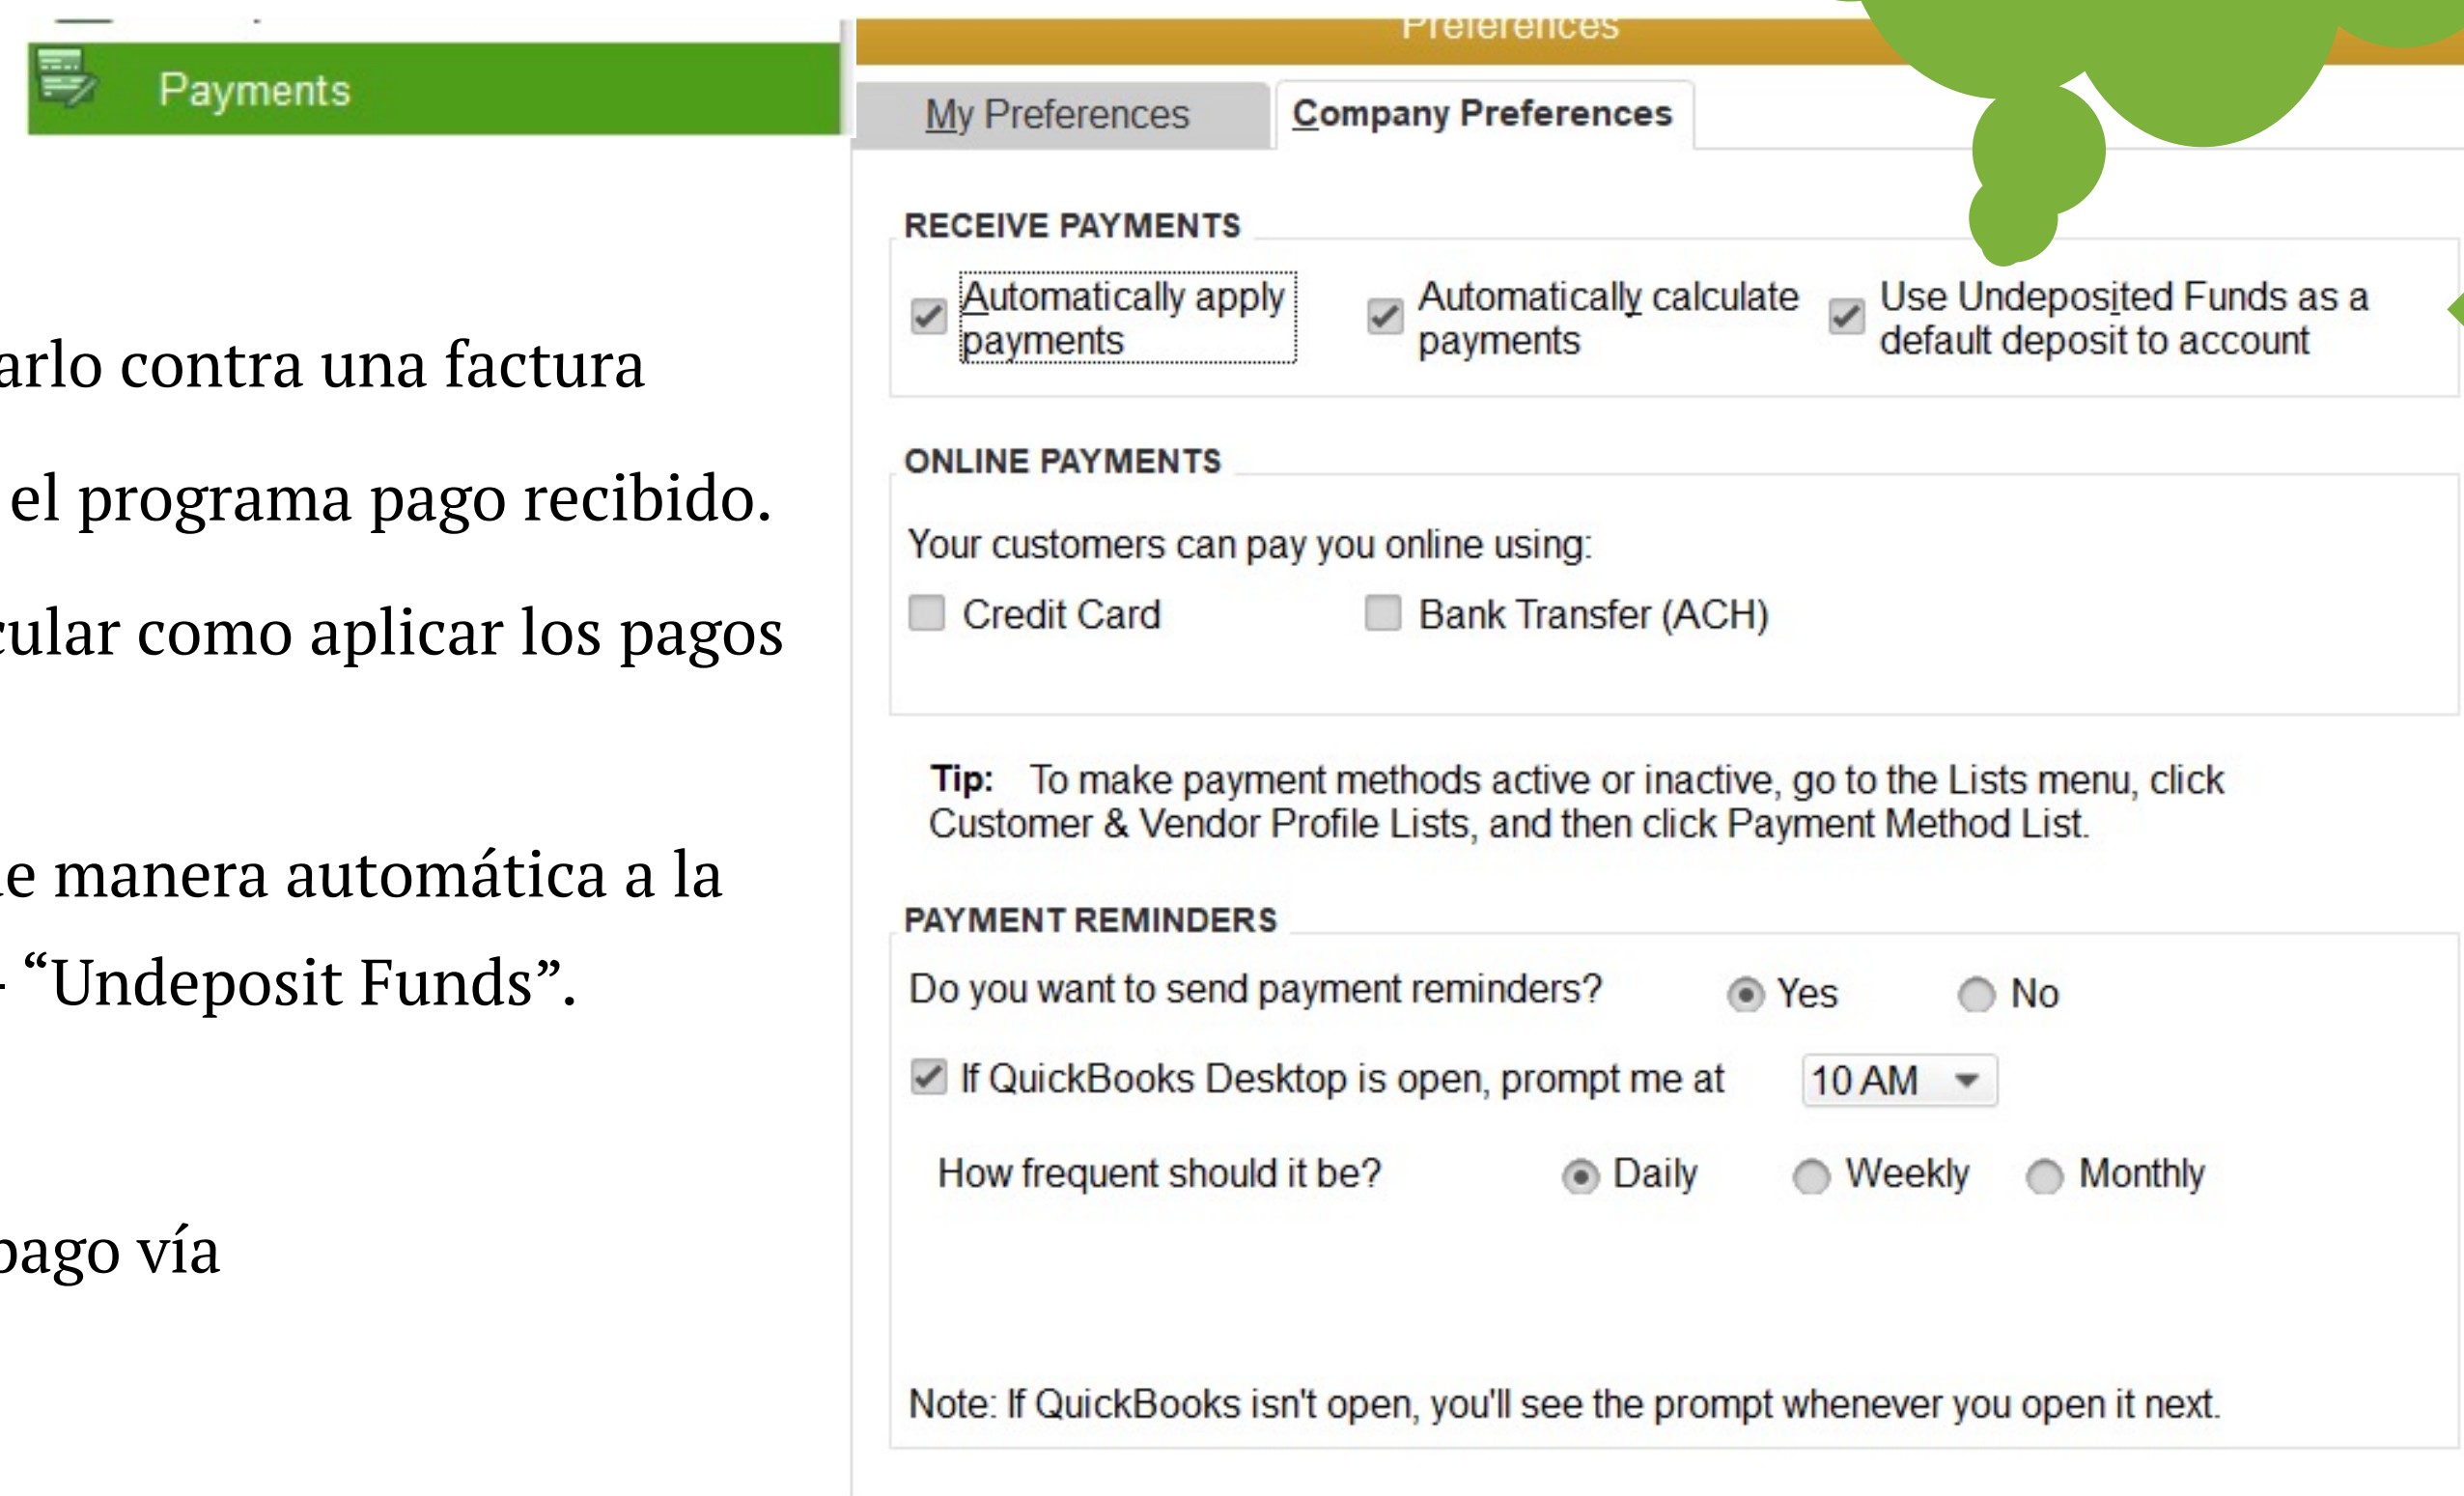 Payments
arlo contra una factura
el programa pago recibido.
cular como aplicar los pagos
de manera automática a la
- “Undeposit Funds”.
pago vía
Preferences
My Preferences
Company Preferences
RECEIVE PAYMENTS
Automatically apply
payments
Automatically calculate
payments
Use Undeposited Funds as a
default deposit to account
ONLINE PAYMENTS
Your customers can pay you online using:
Credit Card
Bank Transfer (ACH)
Tip: To make payment methods active or inactive, go to the Lists menu, click
Customer & Vendor Profile Lists, and then click Payment Method List.
PAYMENT REMINDERS
Do you want to send payment reminders? Yes No
If QuickBooks Desktop is open, prompt me at 10 AM
How frequent should it be? Daily Weekly Monthly
Note: If QuickBooks isn't open, you'll see the prompt whenever you open it next.